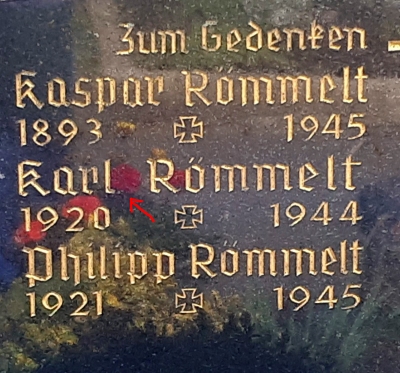 Zum Gedenken
Kaspar Römmelt
1893 ✠ 1945
Karl Römmelt
1920 ✠ 1944
Philipp Römmelt
1921 ✠ 1945